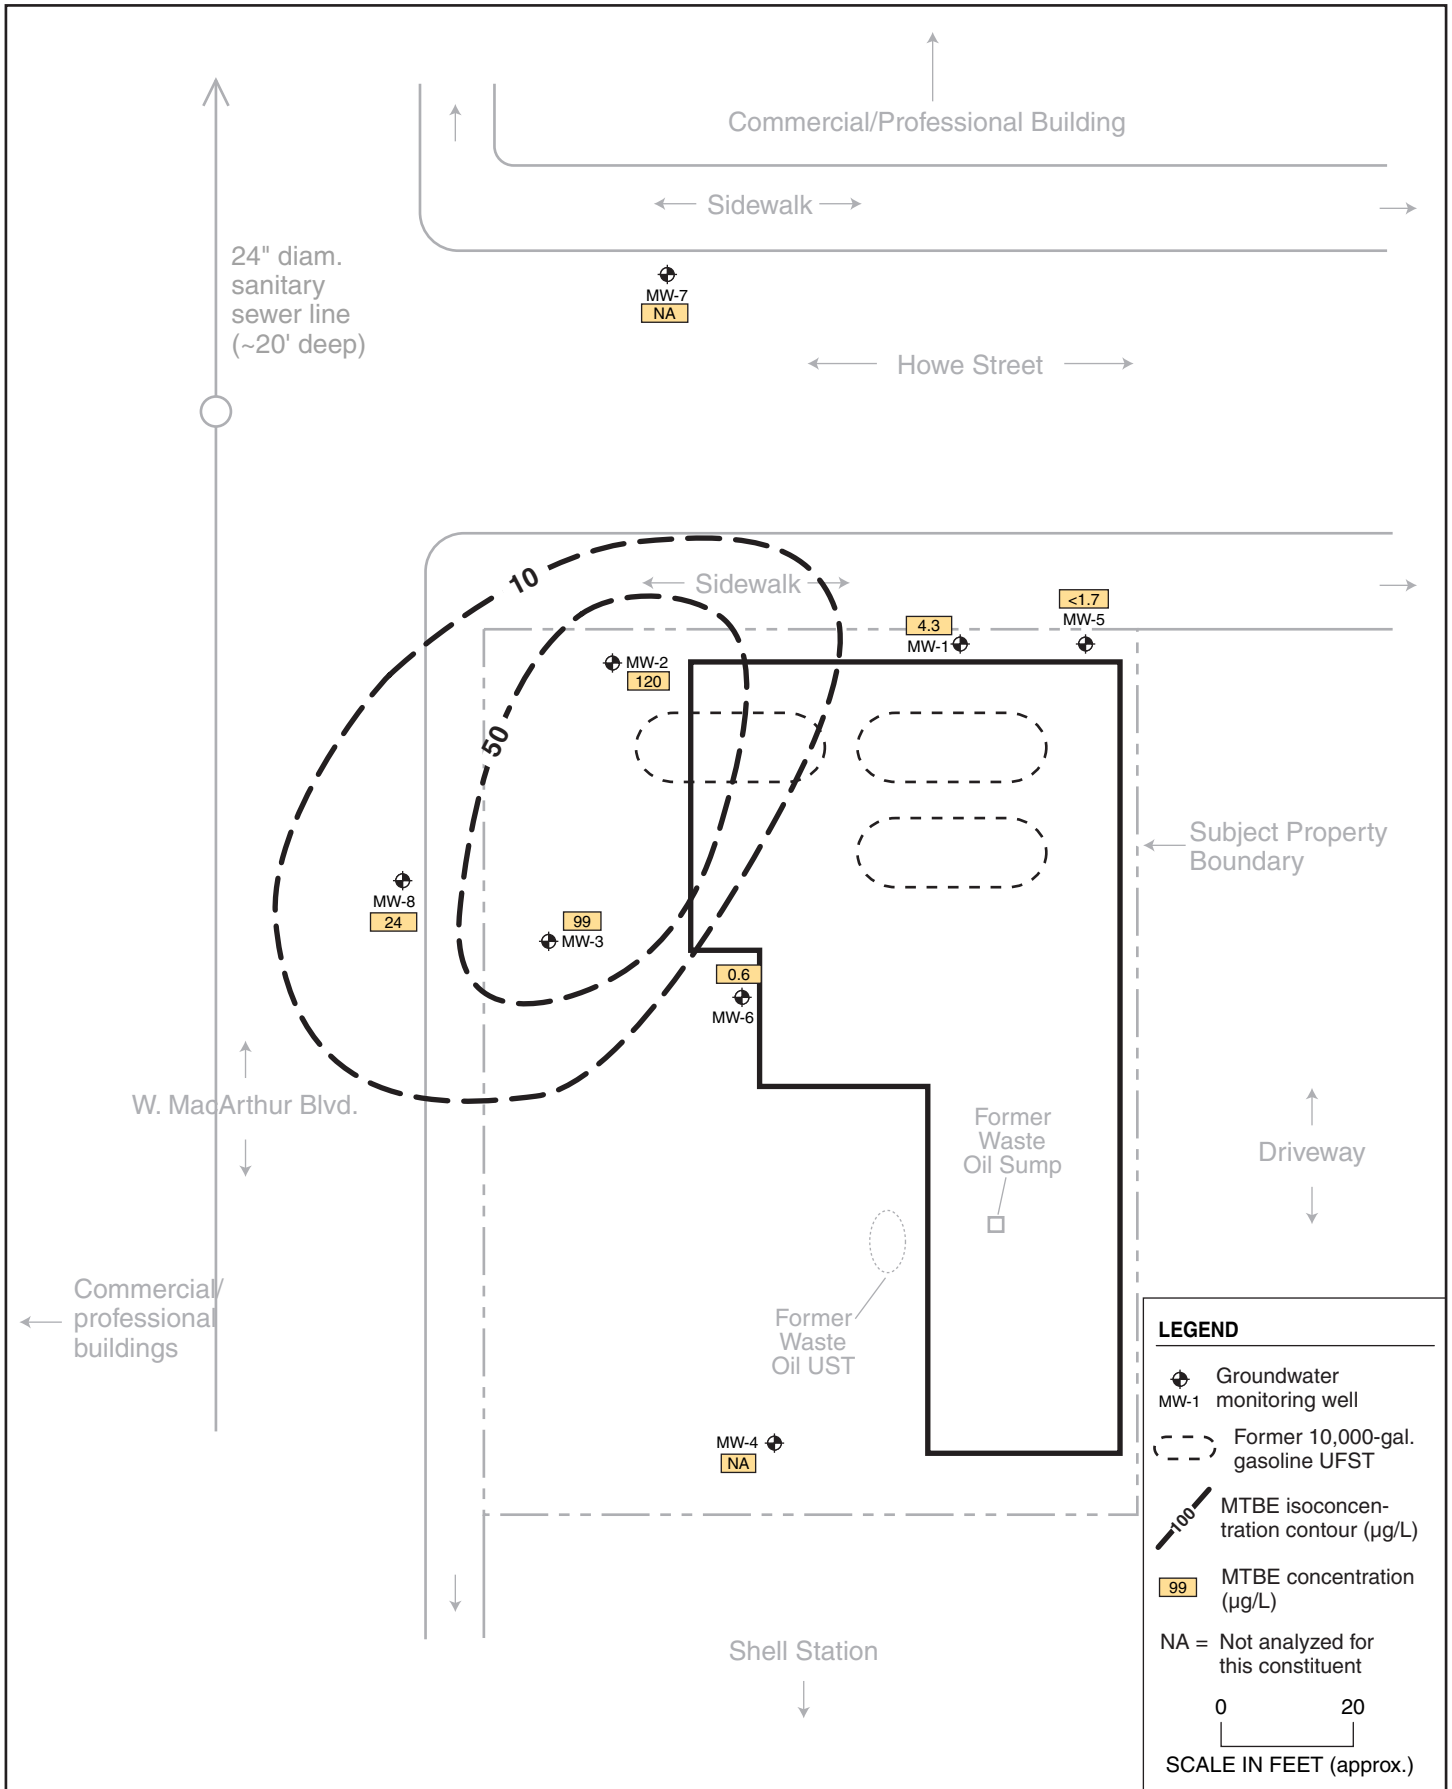 Commercial/Professional Building
Sidewalk
24" diam.
sanitary
sewer line
(~20' deep)
MW-7
NA
Howe Street
10
Sidewalk
<1.7
MW-5
4.3
MW-1
MW-2
120
50
Subject Property
Boundary
MW-8
24
99
MW-3
0.6
MW-6
W. MacArthur Blvd.
Former
Waste
Oil Sump
Driveway
Commercial/
professional
buildings
Former
Waste
Oil UST
MW-4
NA
Shell Station
LEGEND
Groundwater
MW-1 monitoring well
Former 10,000-gal.
gasoline UFST
100
MTBE isoconcen-
tration contour (µg/L)
99
MTBE concentration
(µg/L)
NA = Not analyzed for
this constituent
0 20
SCALE IN FEET (approx.)